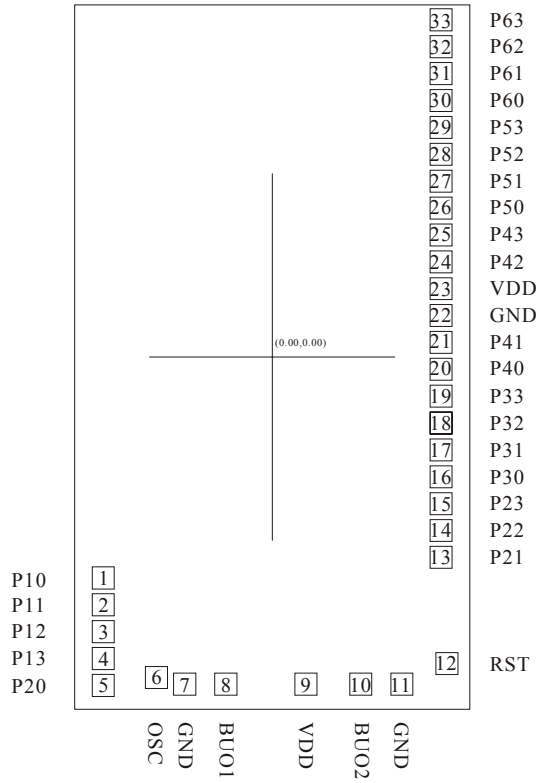 33 P63
32 P62
31 P61
30 P60
29 P53
28 P52
27 P51
26 P50
25 P43
24 P42
23 VDD
22 GND
(0.00,0.00)
21 P41
20 P40
19 P33
18 P32
17 P31
16 P30
15 P23
14 P22
13 P21
P10 1
P11 2
P12 3
P13 4
P20 5
12 RST
6 7 8 9 10 11
OSC
GND
BUO1
VDD
BUO2
GND